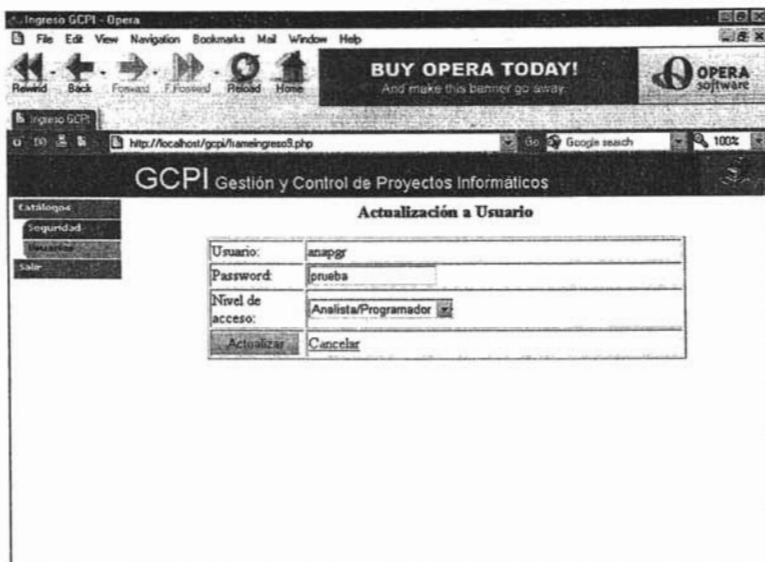 Ingreso GCPI - Opera
File Edit View Navigation Bookmarks Mail Window Help
Rewind Back Forward F.Forward Reload Home
BUY OPERA TODAY!
And make this banner go away.
OPERA software
Ingreso GCPI
http://localhost/gcpi/frameingreso9.php Go Google search 100%
GCPI Gestión y Control de Proyectos Informáticos
Catálogos
Seguridad
Usuarios
Salir
Actualización a Usuario
Usuario: anapgr
Password: prueba
Nivel de acceso: Analista/Programador
Actualizar Cancelar